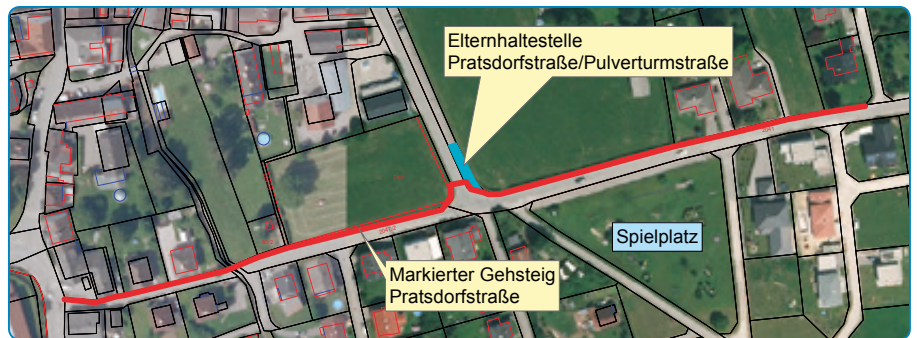 Elternhaltestelle
Pratsdorfstraße/Pulverturmstraße
Spielplatz
Markierter Gehsteig
Pratsdorfstraße